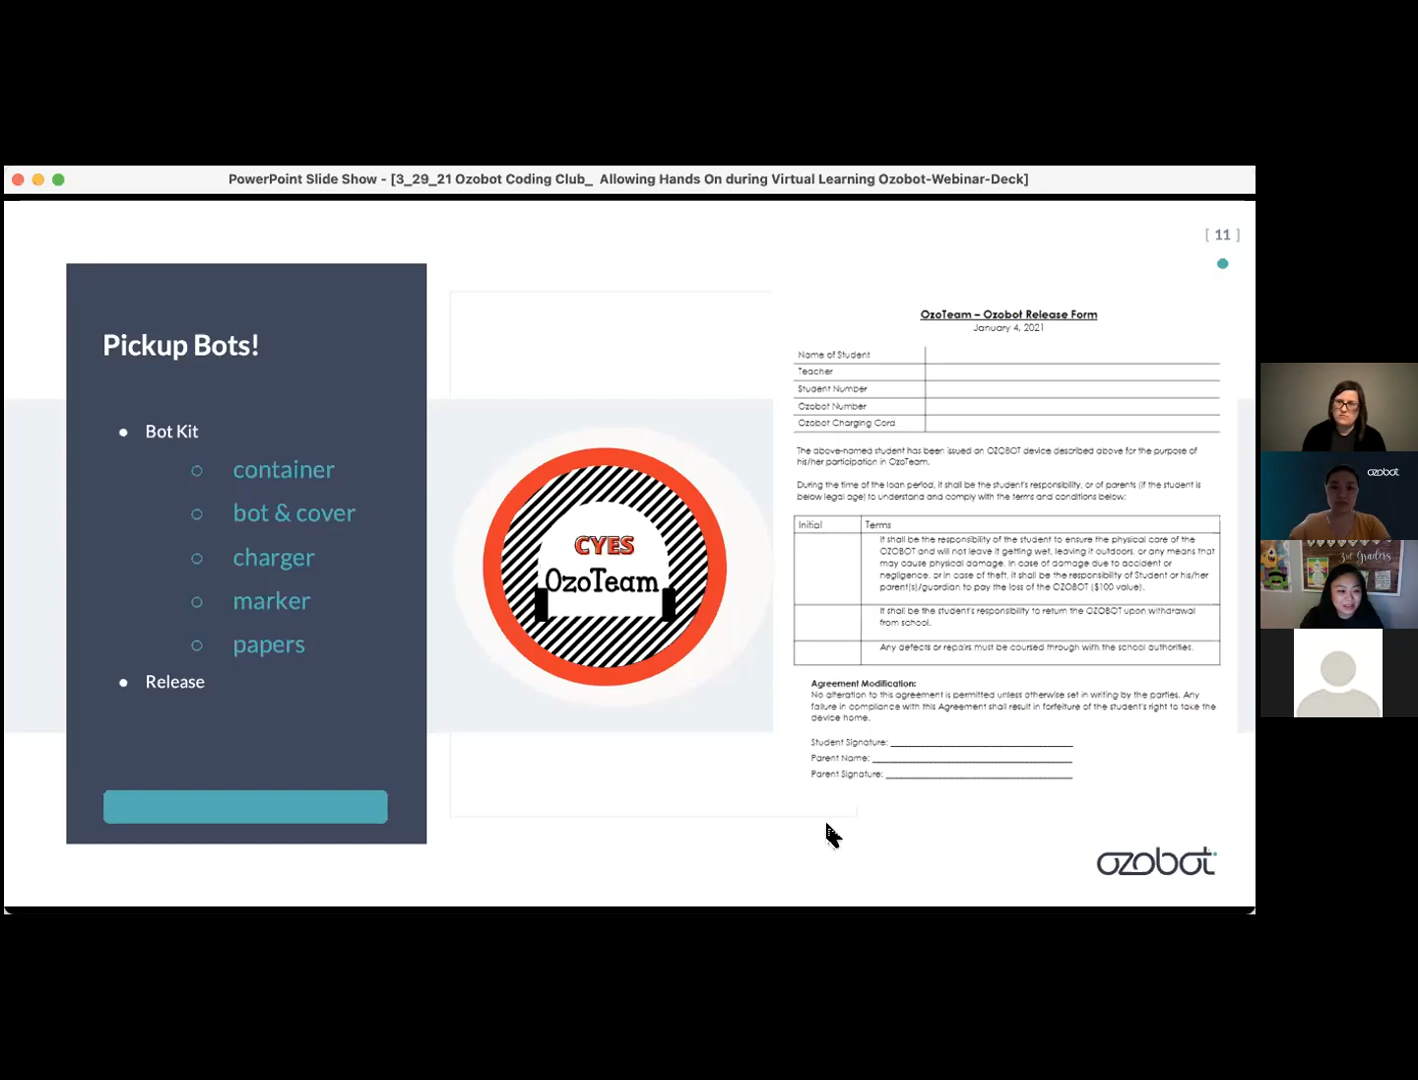 PowerPoint Slide Show - [3_29_21 Ozobot Coding Club_ Allowing Hands On during Virtual Learning Ozobot-Webinar-Deck]
[ 11 ]
Pickup Bots!
Bot Kit
container
bot & cover
charger
marker
papers
Release
CYES
OzoTeam
OzoTeam – Ozobot Release Form
January 4, 2021
Name of Student
Teacher
Student Number
Ozobot Number
Ozobot Charging Cord
The above-named student has been issued an OZOBOT device described above for the purpose of
his/her participation in OzoTeam.
During the time of the loan period, it shall be the student's responsibility, or of parents (if the student is
below legal age) to understand and comply with the terms and conditions below:
Initial Terms
It shall be the responsibility of the student to ensure the physical care of the
OZOBOT and will not leave it getting wet, leaving it outdoors, or any means that
may cause physical damage. In case of damage due to accident or
negligence, or in case of theft, it shall be the responsibility of Student or his/her
parent(s)/guardian to pay the loss of the OZOBOT ($100 value).
It shall be the student's responsibility to return the OZOBOT upon withdrawal
from school.
Any defects or repairs must be coursed through with the school authorities.
Agreement Modification:
No alteration to this agreement is permitted unless otherwise set in writing by the parties. Any
failure in compliance with this Agreement shall result in forfeiture of the student's right to take the
device home.
Student Signature:
Parent Name:
Parent Signature:
ozobot
ozobot
3rd Graders